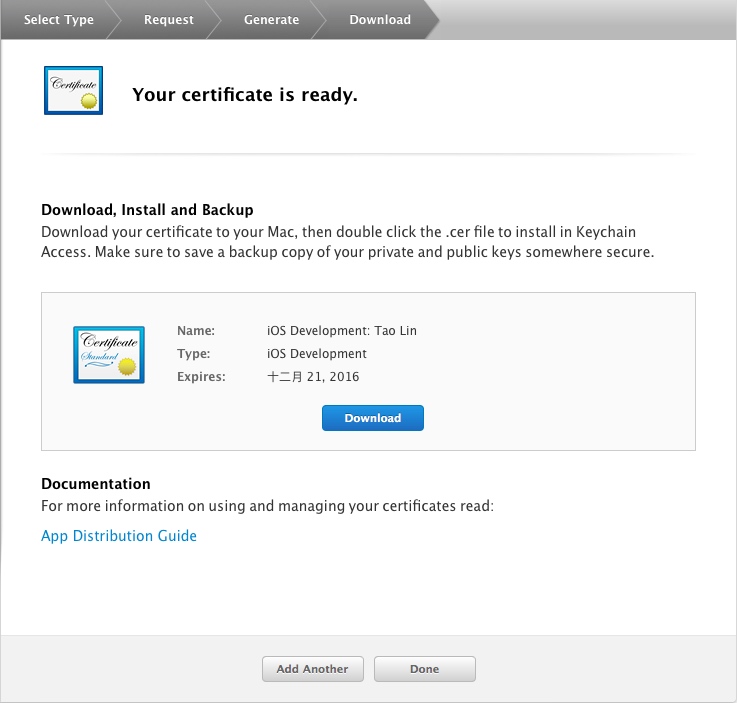 Select Type
Request
Generate
Download
Certificate
Your certificate is ready.
Download, Install and Backup
Download your certificate to your Mac, then double click the .cer file to install in Keychain
Access. Make sure to save a backup copy of your private and public keys somewhere secure.
Certificate
Standard
Name: iOS Development: Tao Lin
Type: iOS Development
Expires: 十二月 21, 2016
Download
Documentation
For more information on using and managing your certificates read:
App Distribution Guide
Add Another
Done